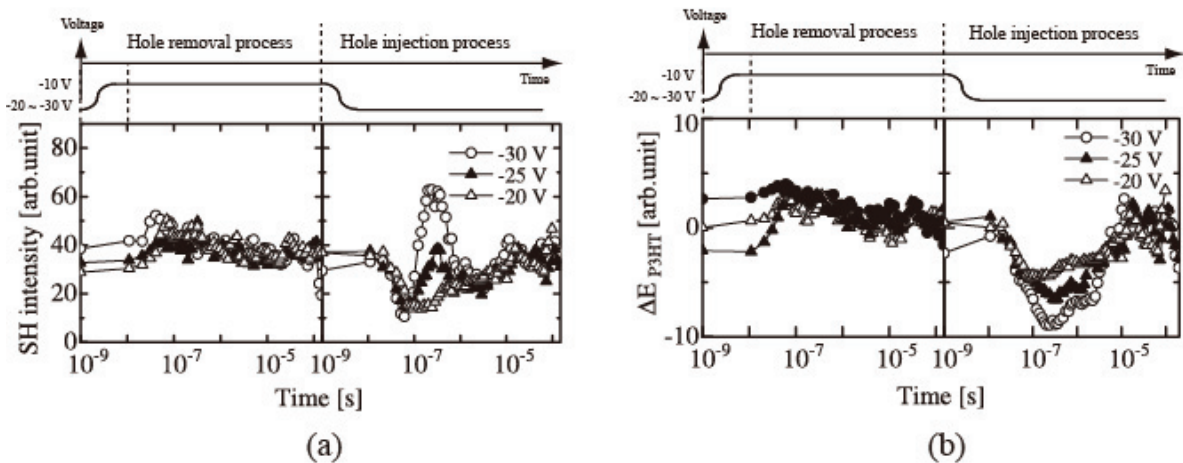 Voltage
Hole removal process
Hole injection process
Time
-10 V
-20 ~ -30 V
SH intensity [arb.unit]
80
60
40
20
0
-30 V
-25 V
-20 V
10⁻⁹
10⁻⁷
10⁻⁵
10⁻⁹
10⁻⁷
10⁻⁵
Time [s]
(a)
Voltage
Hole removal process
Hole injection process
Time
-10 V
-20 ~ -30 V
ΔE P3HT [arb.unit]
10
0
-10
-30 V
-25 V
-20 V
10⁻⁹
10⁻⁷
10⁻⁵
10⁻⁹
10⁻⁷
10⁻⁵
Time [s]
(b)